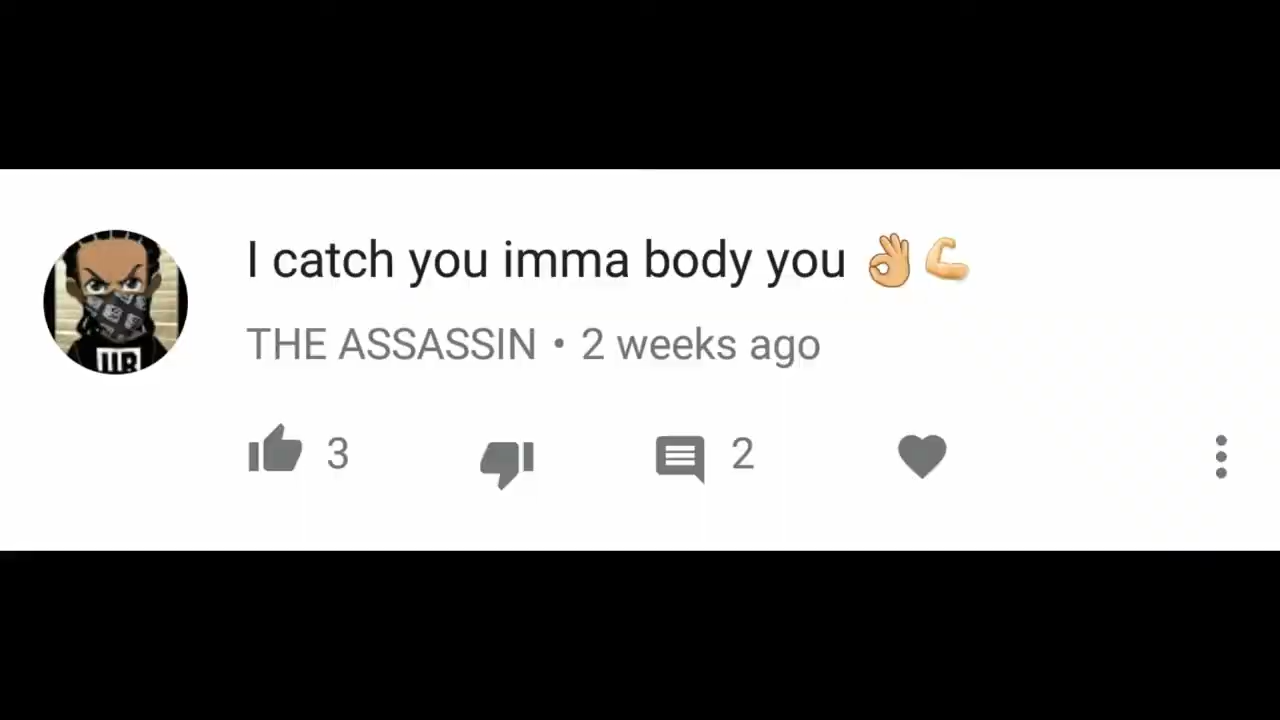 I catch you imma body you 👌💪
THE ASSASSIN • 2 weeks ago
3 2